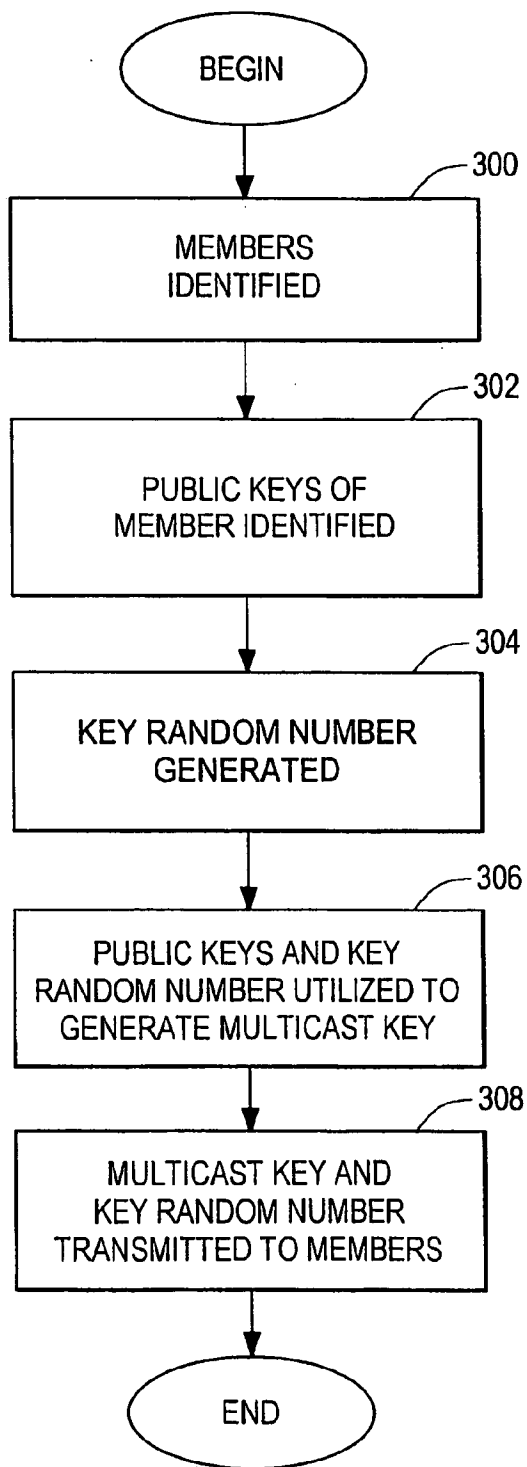 BEGIN
300
MEMBERS
IDENTIFIED
302
PUBLIC KEYS OF
MEMBER IDENTIFIED
304
KEY RANDOM NUMBER
GENERATED
306
PUBLIC KEYS AND KEY
RANDOM NUMBER UTILIZED TO
GENERATE MULTICAST KEY
308
MULTICAST KEY AND
KEY RANDOM NUMBER
TRANSMITTED TO MEMBERS
END